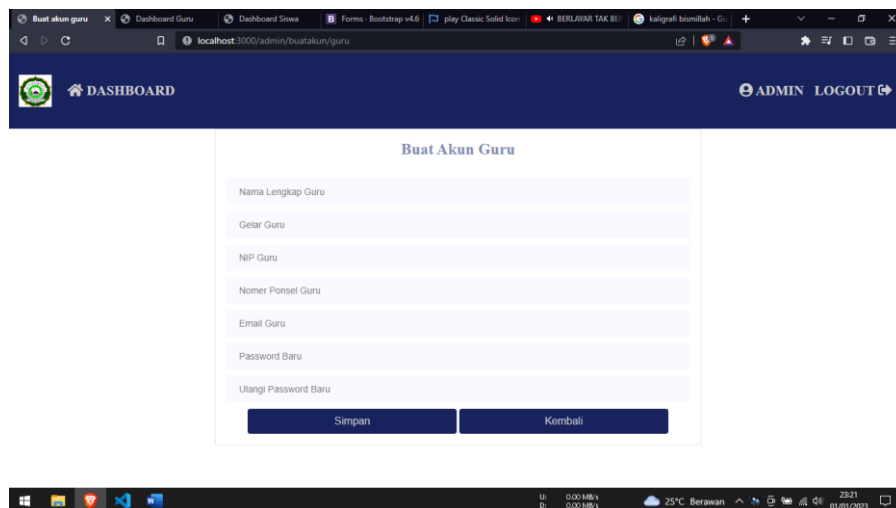 Buat akun guru
Dashboard Guru
Dashboard Siswa
B Forms · Bootstrap v4.6
play Classic Solid Icon
BERLAYAR TAK BE
kaligrafi bismillah - Go
localhost:3000/admin/buatakun/guru
DASHBOARD
ADMIN LOGOUT
Buat Akun Guru
Nama Lengkap Guru
Gelar Guru
NIP Guru
Nomer Ponsel Guru
Email Guru
Password Baru
Ulangi Password Baru
Simpan Kembali
U: 0.00 MB/s
D: 0.00 MB/s
25°C Berawan
23:21
01/01/2023